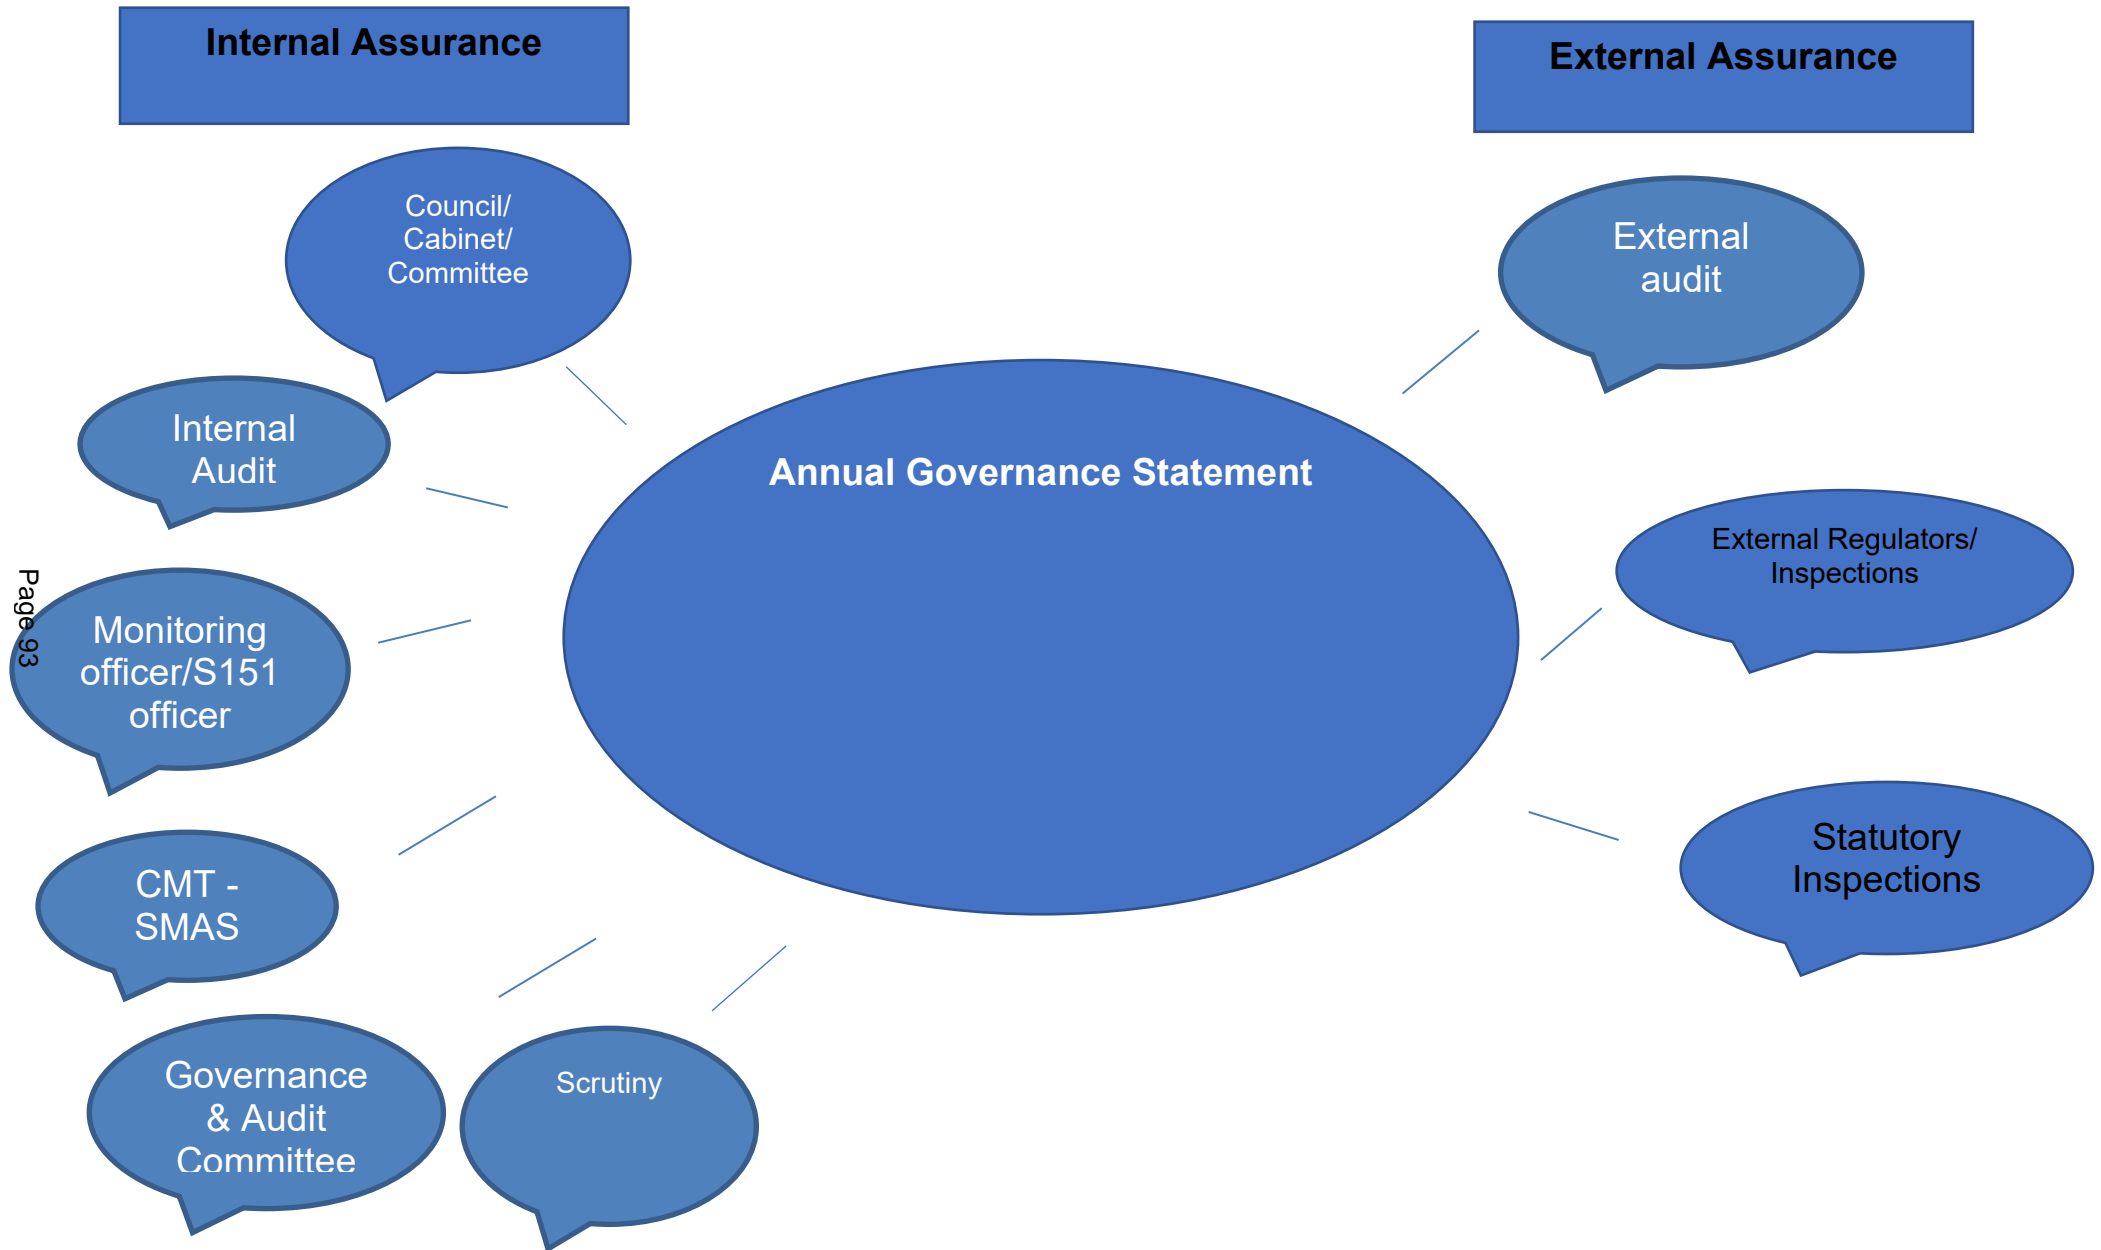 Internal Assurance
External Assurance
Council/
Cabinet/
Committee
External
audit
Internal
Audit
Annual Governance Statement
External Regulators/
Inspections
Page 93
Monitoring
officer/S151
officer
Statutory
Inspections
CMT -
SMAS
Governance
& Audit
Committee
Scrutiny